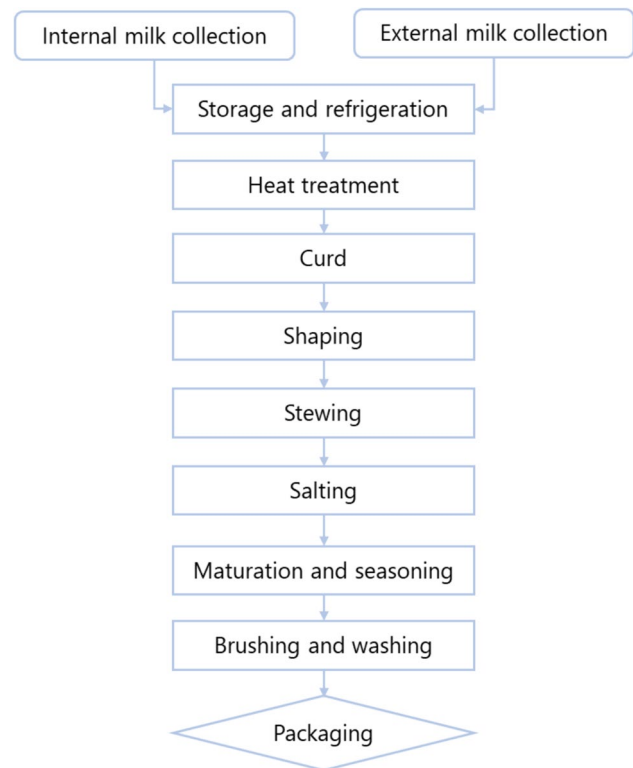 Internal milk collection
External milk collection
Storage and refrigeration
Heat treatment
Curd
Shaping
Stewing
Salting
Maturation and seasoning
Brushing and washing
Packaging